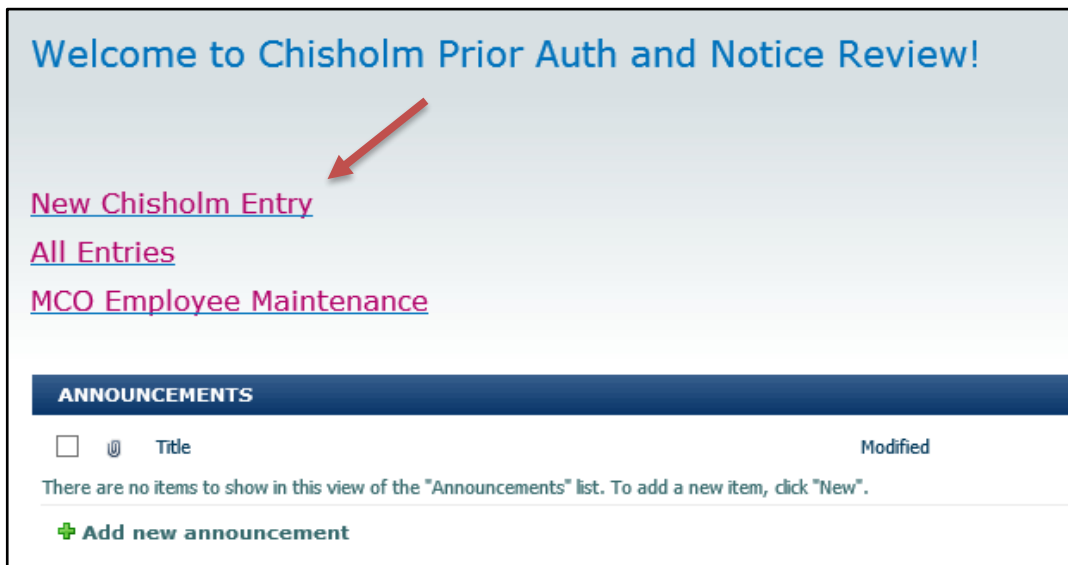 Welcome to Chisholm Prior Auth and Notice Review!
New Chisholm Entry
All Entries
MCO Employee Maintenance
ANNOUNCEMENTS
Title Modified
There are no items to show in this view of the "Announcements" list. To add a new item, click "New".
Add new announcement